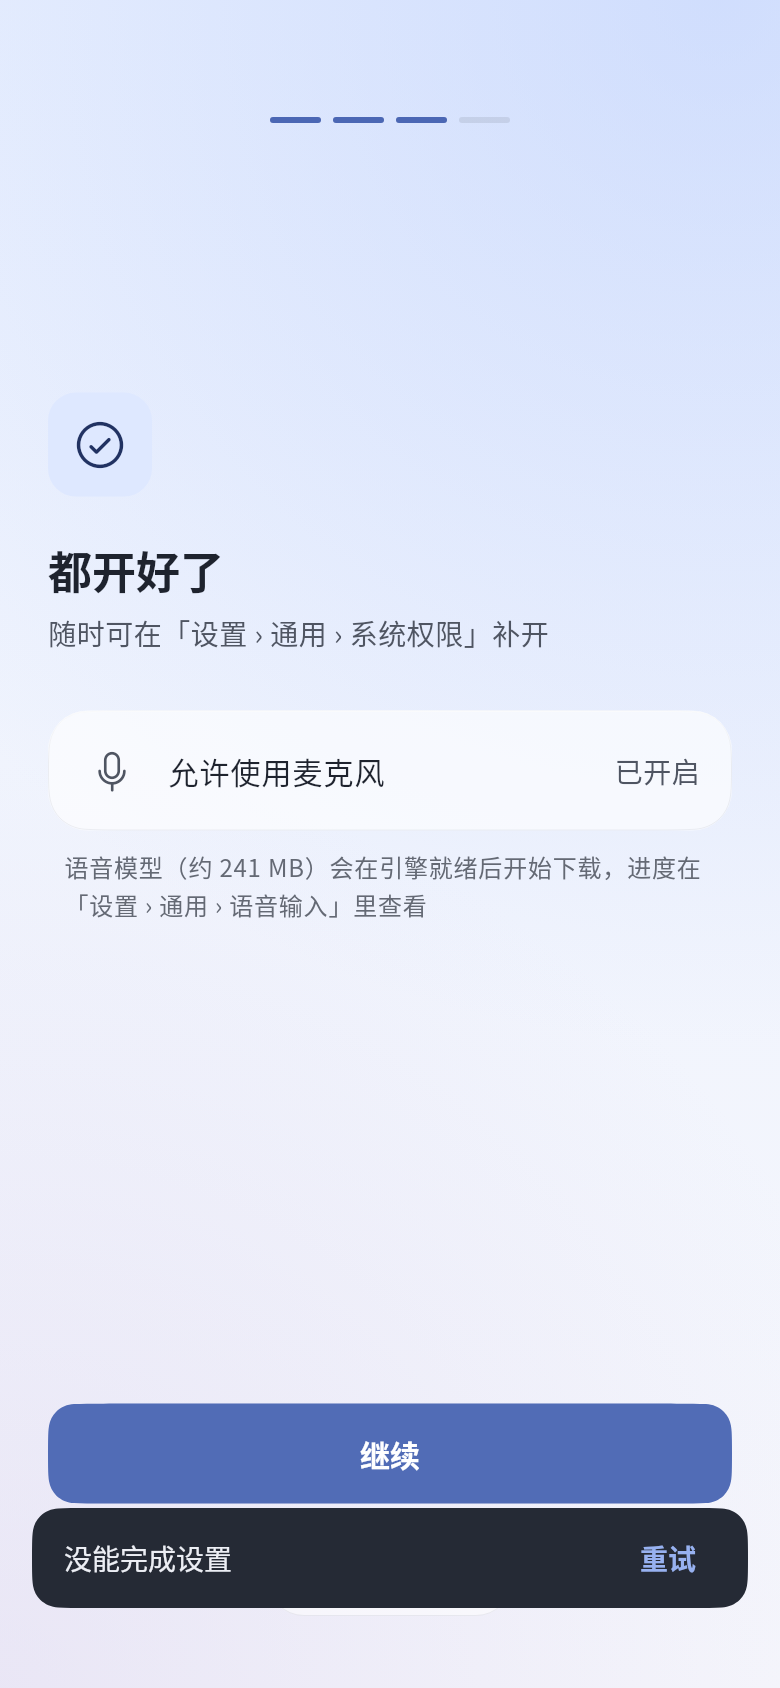 都开好了
随时可在「设置 › 通用 › 系统权限」补开
允许使用麦克风
已开启
语音模型（约 241 MB）会在引擎就绪后开始下载，进度在
「设置 › 通用 › 语音输入」里查看
继续
没能完成设置
重试